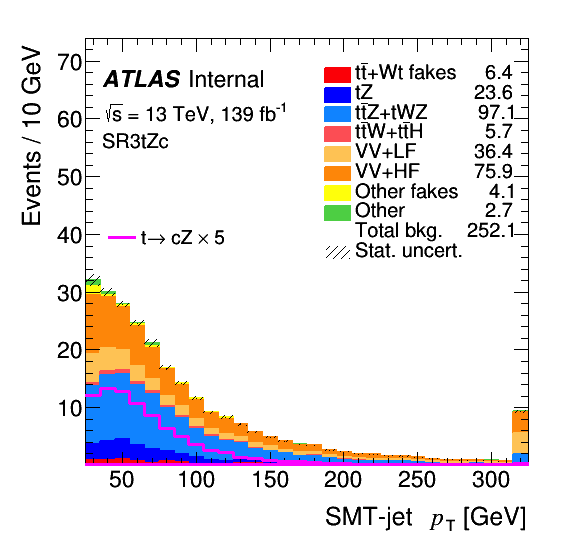 Events / 10 GeV
70
60
50
40
30
20
10
ATLAS Internal
√s = 13 TeV, 139 fb⁻¹
SR3tZc
t→ cZ × 5
tt̄+Wt fakes 6.4
tZ 23.6
tt̄Z+tWZ 97.1
tt̄W+tt̄H 5.7
VV+LF 36.4
VV+HF 75.9
Other fakes 4.1
Other 2.7
Total bkg. 252.1
Stat. uncert.
50 100 150 200 250 300
SMT-jet p_T [GeV]